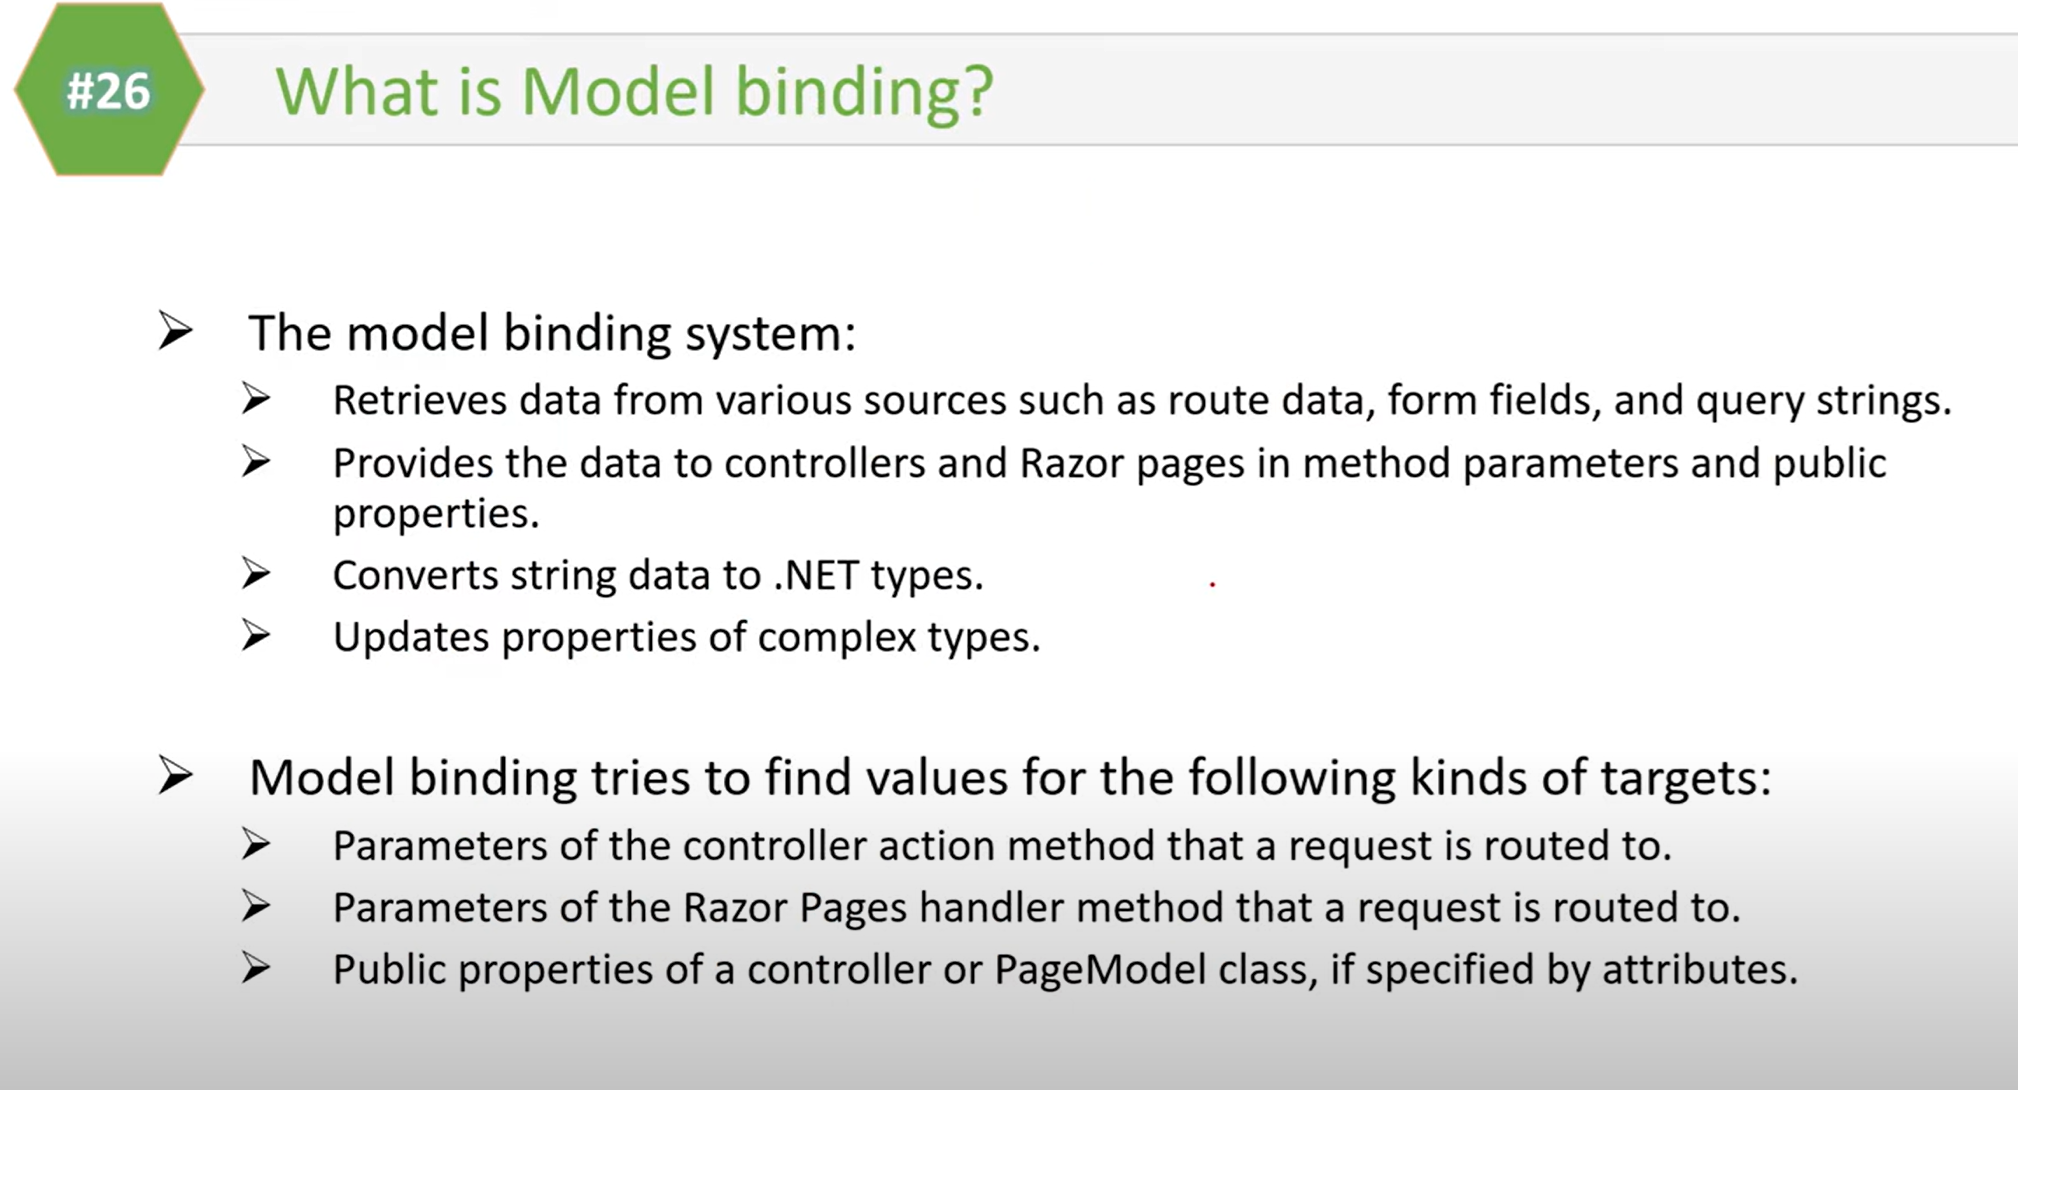 #26
What is Model binding?
The model binding system:
Retrieves data from various sources such as route data, form fields, and query strings.
Provides the data to controllers and Razor pages in method parameters and public
properties.
Converts string data to .NET types.
Updates properties of complex types.
Model binding tries to find values for the following kinds of targets:
Parameters of the controller action method that a request is routed to.
Parameters of the Razor Pages handler method that a request is routed to.
Public properties of a controller or PageModel class, if specified by attributes.